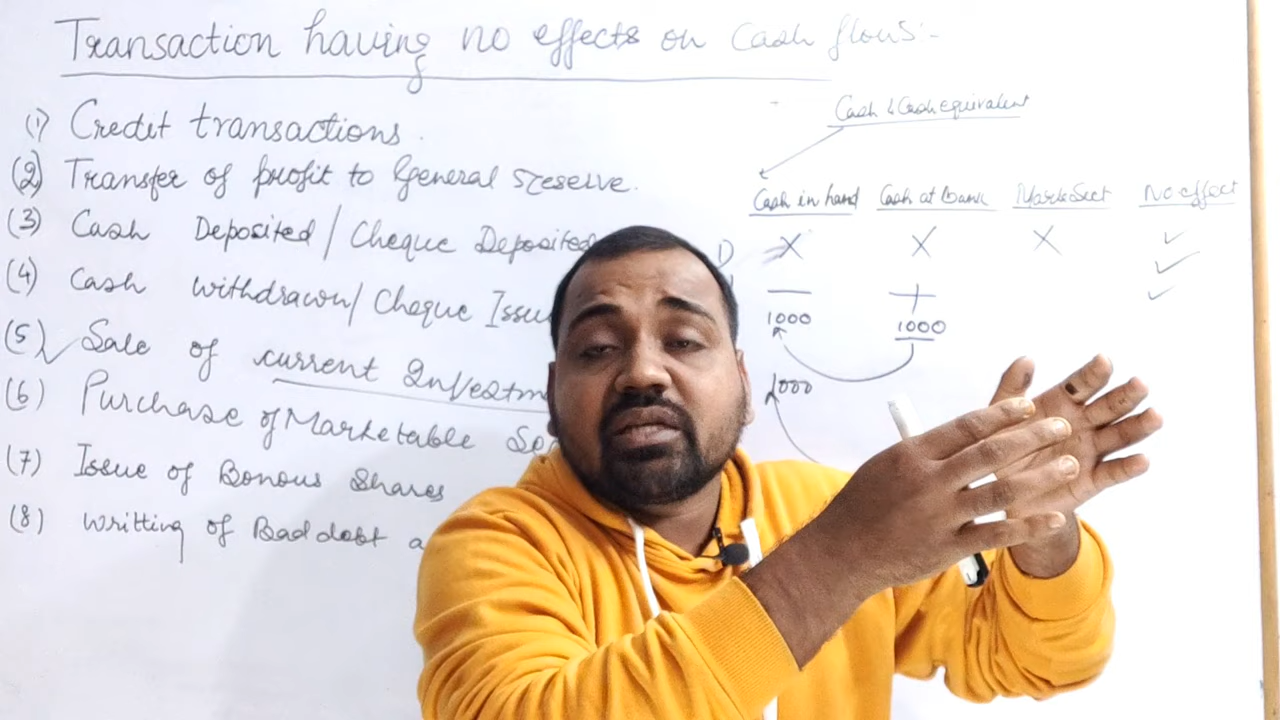 Transaction having no effects on Cash flows:-
(1) Credit transactions.
(2) Transfer of profit to General reserve.
(3) Cash Deposited / Cheque Deposited
(4) Cash withdrawn / Cheque Issu
(5) Sale of current Investm
(6) Purchase of Marketable Se
(7) Issue of Bonous Shares
(8) writting of Bad debt a
Cash & Cash equivalent
Cash in hand Cash at Bank No effect
1) X X X ✓
— + ✓
✓
1000 1000
1000